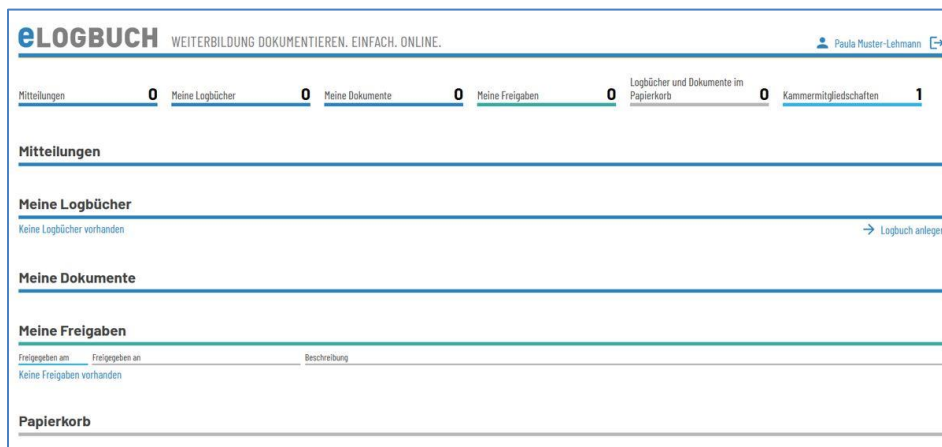 eLOGBUCH WEITERBILDUNG DOKUMENTIEREN. EINFACH. ONLINE. Paula Muster-Lehmann
Mitteilungen 0 Meine Logbücher 0 Meine Dokumente 0 Meine Freigaben 0 Logbücher und Dokumente im
Papierkorb 0 Kammermitgliedschaften 1
Mitteilungen
Meine Logbücher
Keine Logbücher vorhanden Logbuch anlegen
Meine Dokumente
Meine Freigaben
Freigegeben am Freigegeben an Beschreibung
Keine Freigaben vorhanden
Papierkorb